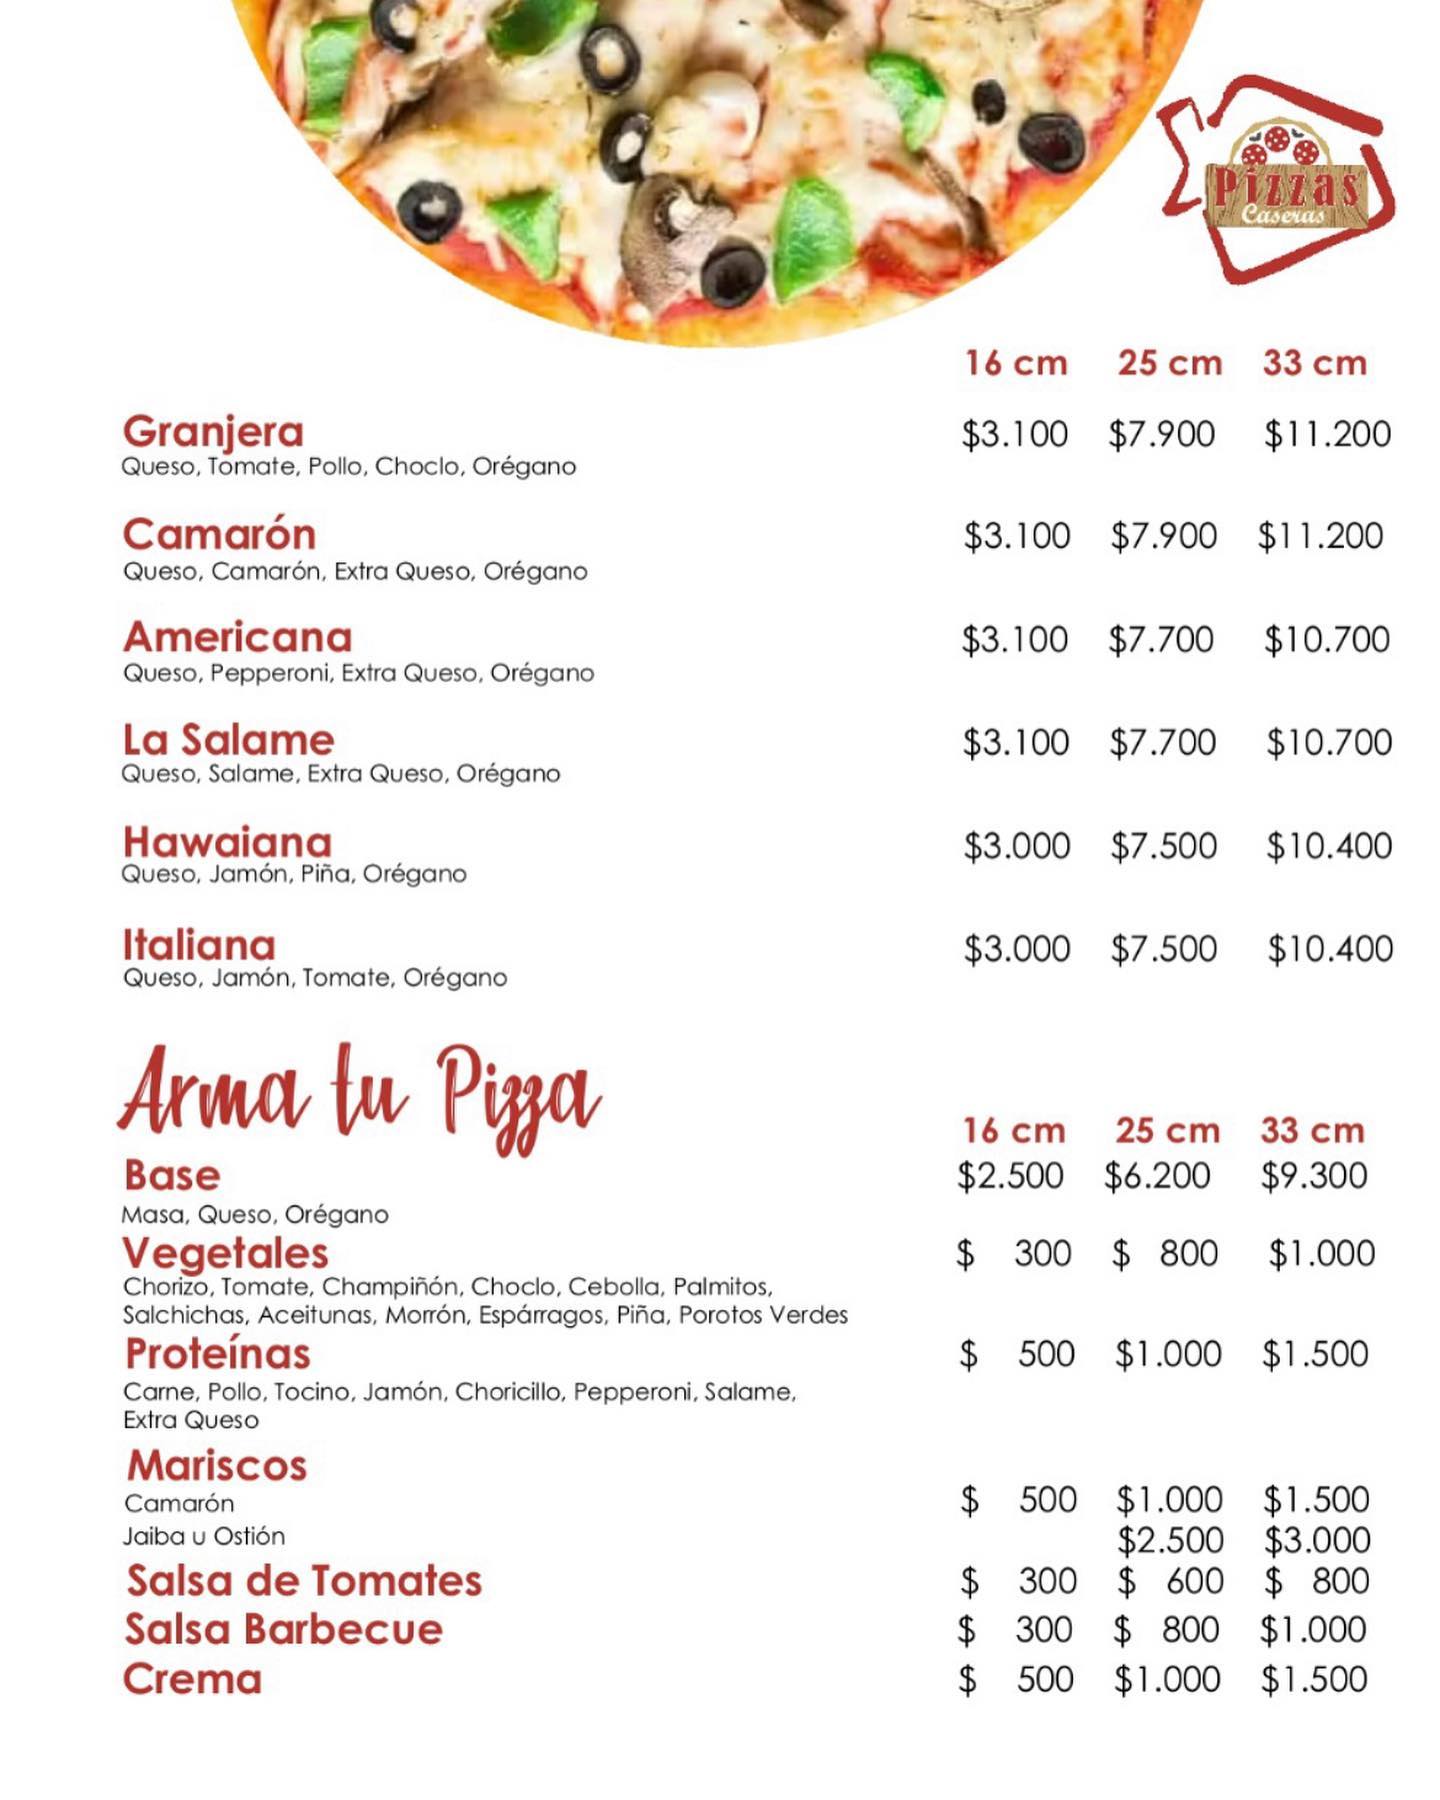 Pizzas
Caseras
16 cm 25 cm 33 cm
Granjera $3.100 $7.900 $11.200
Queso, Tomate, Pollo, Choclo, Orégano
Camarón $3.100 $7.900 $11.200
Queso, Camarón, Extra Queso, Orégano
Americana $3.100 $7.700 $10.700
Queso, Pepperoni, Extra Queso, Orégano
La Salame $3.100 $7.700 $10.700
Queso, Salame, Extra Queso, Orégano
Hawaiana $3.000 $7.500 $10.400
Queso, Jamón, Piña, Orégano
Italiana $3.000 $7.500 $10.400
Queso, Jamón, Tomate, Orégano
Arma tu Pizza
16 cm 25 cm 33 cm
Base $2.500 $6.200 $9.300
Masa, Queso, Orégano
Vegetales $ 300 $ 800 $1.000
Chorizo, Tomate, Champiñón, Choclo, Cebolla, Palmitos,
Salchichas, Aceitunas, Morrón, Espárragos, Piña, Porotos Verdes
Proteínas $ 500 $1.000 $1.500
Carne, Pollo, Tocino, Jamón, Choricillo, Pepperoni, Salame,
Extra Queso
Mariscos
Camarón $ 500 $1.000 $1.500
Jaiba u Ostión $2.500 $3.000
Salsa de Tomates $ 300 $ 600 $ 800
Salsa Barbecue $ 300 $ 800 $1.000
Crema $ 500 $1.000 $1.500